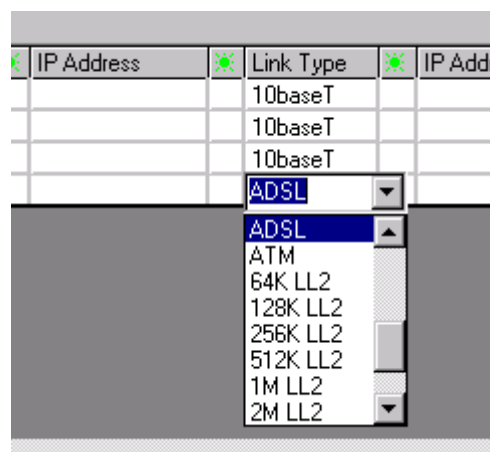 IP Address Link Type IP Add
10baseT
10baseT
10baseT
ADSL
ADSL
ATM
64K LL2
128K LL2
256K LL2
512K LL2
1M LL2
2M LL2